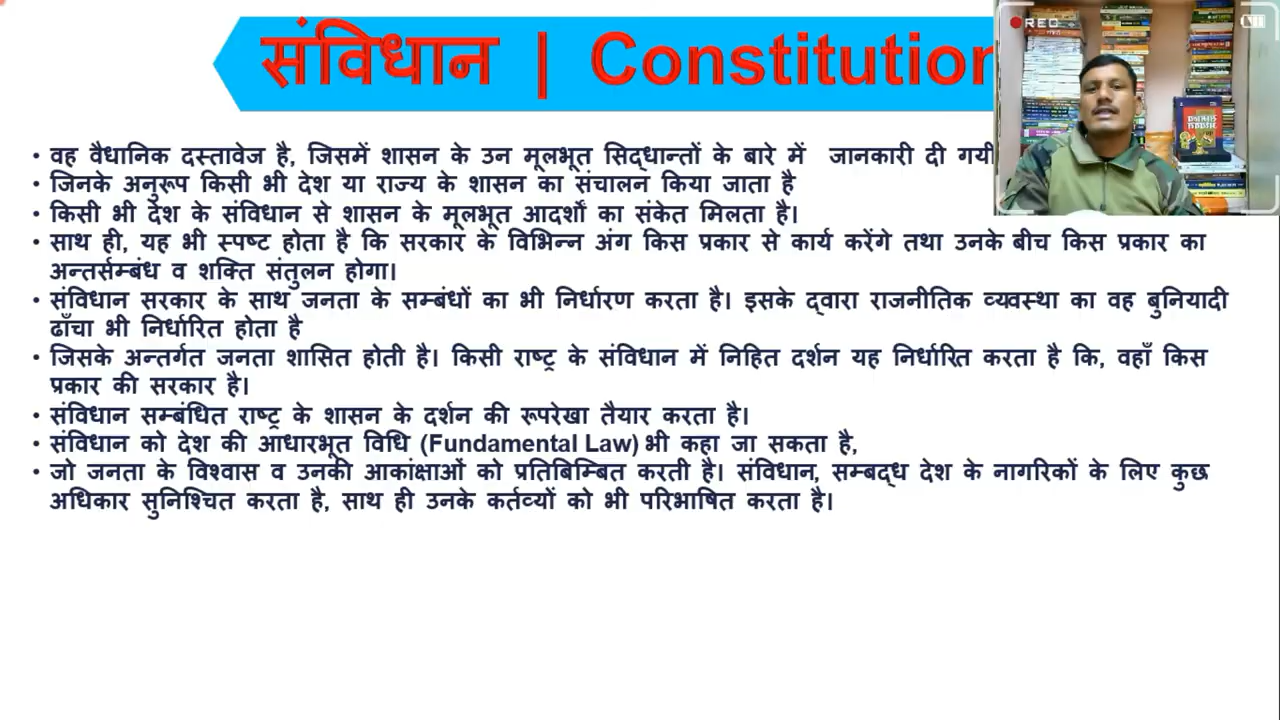 संविधान | Constitution
REC
• वह वैधानिक दस्तावेज है, जिसमें शासन के उन मूलभूत सिद्धान्तों के बारे में जानकारी दी गयी
• जिनके अनुरूप किसी भी देश या राज्य के शासन का संचालन किया जाता है
• किसी भी देश के संविधान से शासन के मूलभूत आदर्शों का संकेत मिलता है।
• साथ ही, यह भी स्पष्ट होता है कि सरकार के विभिन्न अंग किस प्रकार से कार्य करेंगे तथा उनके बीच किस प्रकार का
अन्तर्सम्बंध व शक्ति संतुलन होगा।
• संविधान सरकार के साथ जनता के सम्बंधों का भी निर्धारण करता है। इसके द्वारा राजनीतिक व्यवस्था का वह बुनियादी
ढाँचा भी निर्धारित होता है
• जिसके अन्तर्गत जनता शासित होती है। किसी राष्ट्र के संविधान में निहित दर्शन यह निर्धारित करता है कि, वहाँ किस
प्रकार की सरकार है।
• संविधान सम्बंधित राष्ट्र के शासन के दर्शन की रूपरेखा तैयार करता है।
• संविधान को देश की आधारभूत विधि (Fundamental Law) भी कहा जा सकता है,
• जो जनता के विश्वास व उनकी आकांक्षाओं को प्रतिबिम्बित करती है। संविधान, सम्बद्ध देश के नागरिकों के लिए कुछ
अधिकार सुनिश्चित करता है, साथ ही उनके कर्तव्यों को भी परिभाषित करता है।